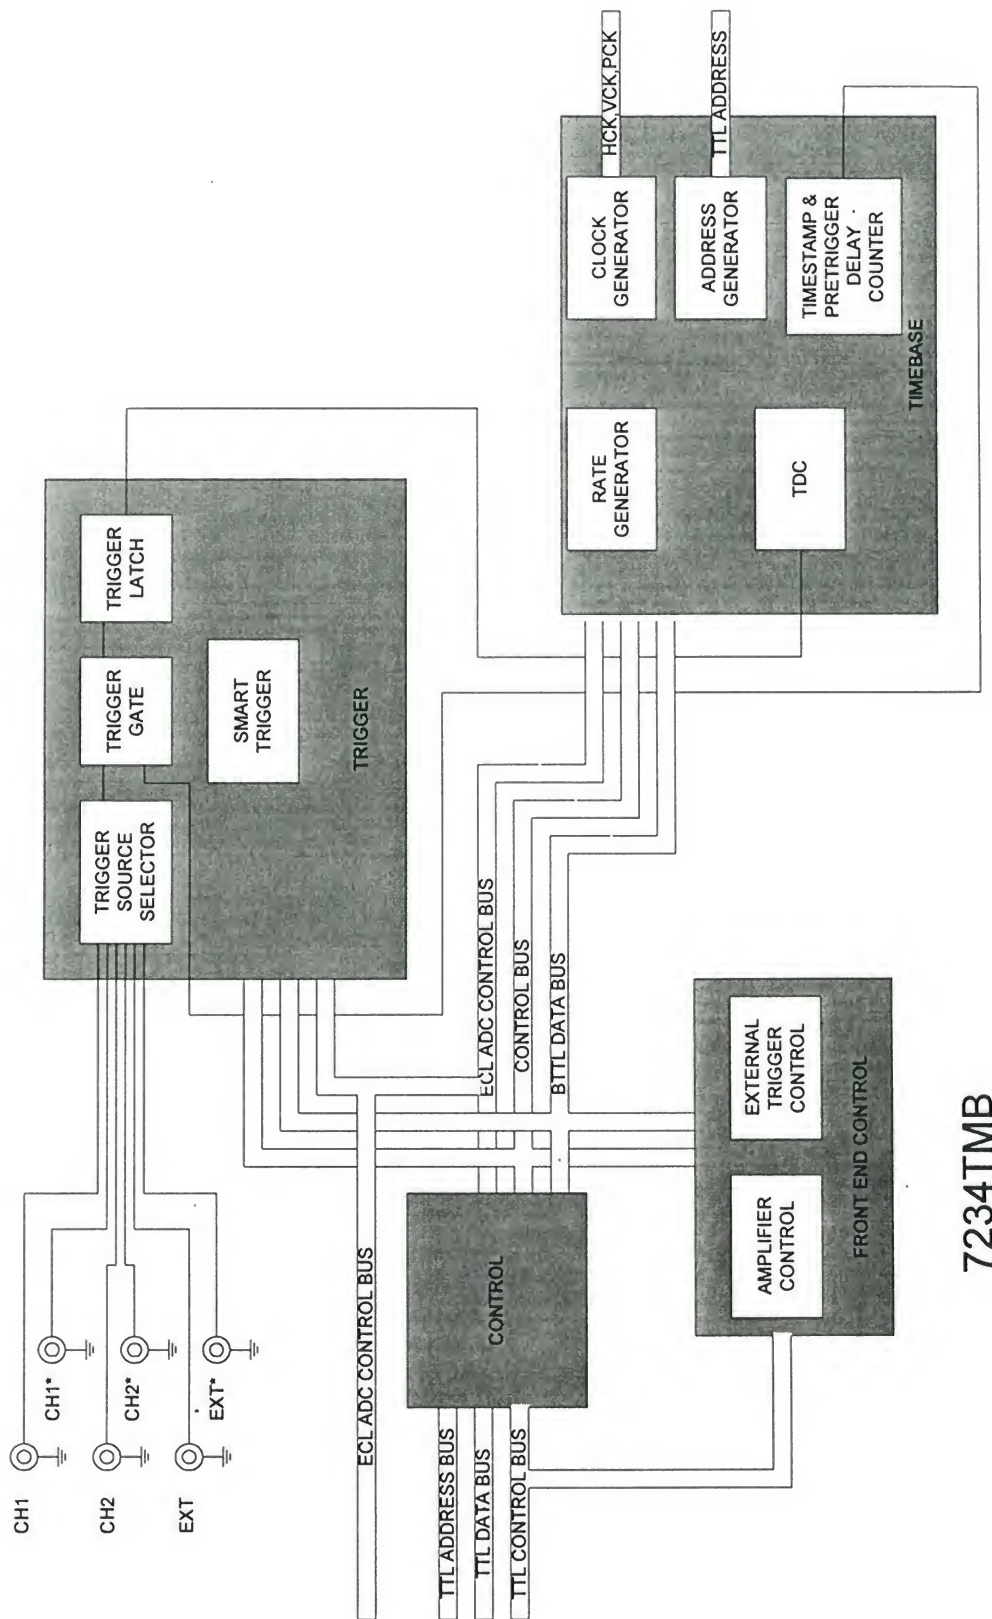 CH1
CH1*
CH2
CH2*
EXT
EXT*
TRIGGER
SOURCE
SELECTOR
TRIGGER
GATE
TRIGGER
LATCH
SMART
TRIGGER
TRIGGER
ECL ADC CONTROL BUS
TTL ADDRESS BUS
TTL DATA BUS
TTL CONTROL BUS
CONTROL
ECL ADC CONTROL BUS
CONTROL BUS
BTTL DATA BUS
RATE
GENERATOR
CLOCK
GENERATOR
HCK,VCK,PCK
ADDRESS
GENERATOR
TTL ADDRESS
TDC
TIMESTAMP &
PRETRIGGER
DELAY
COUNTER
TIMEBASE
AMPLIFIER
CONTROL
EXTERNAL
TRIGGER
CONTROL
FRONT END CONTROL
7234TMB